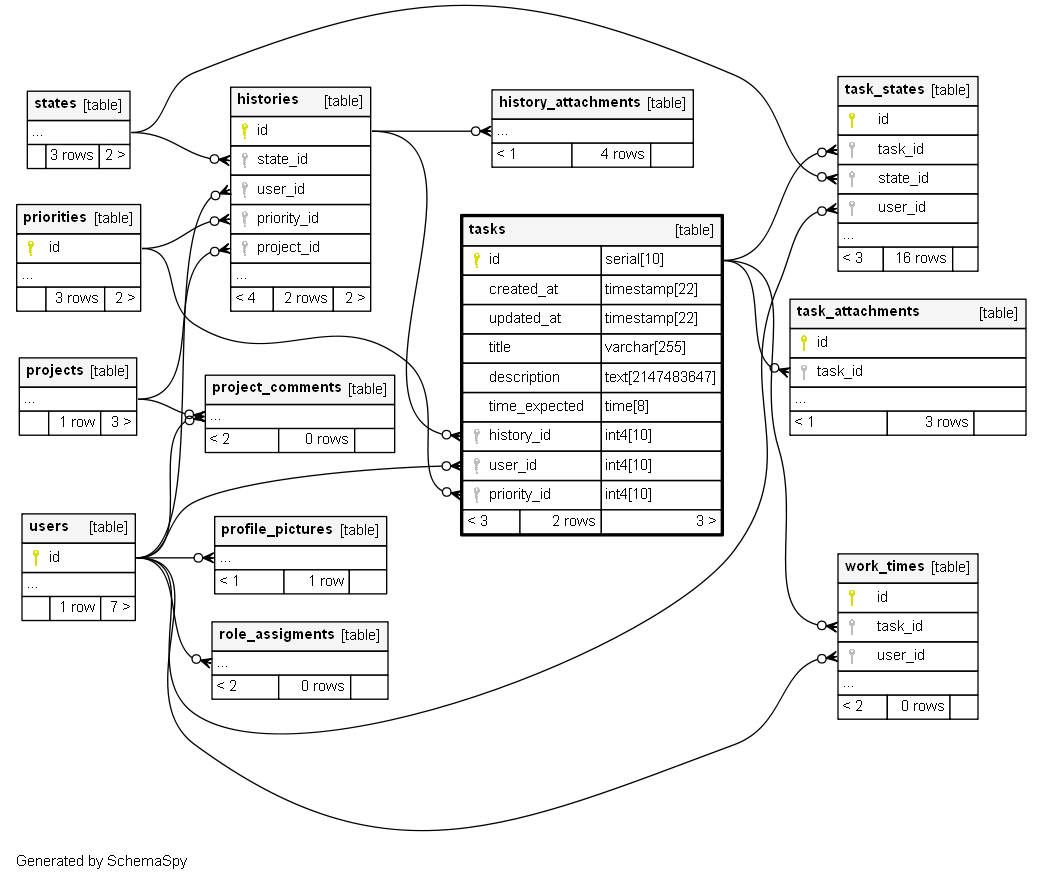 states [table]
...
3 rows 2 >
priorities [table]
id
...
3 rows 2 >
projects [table]
...
1 row 3 >
users [table]
id
...
1 row 7 >
histories [table]
id
state_id
user_id
priority_id
project_id
...
< 4 2 rows 2 >
project_comments [table]
...
< 2 0 rows
profile_pictures [table]
...
< 1 1 row
role_assigments [table]
...
< 2 0 rows
history_attachments [table]
...
< 1 4 rows
tasks [table]
id serial[10]
created_at timestamp[22]
updated_at timestamp[22]
title varchar[255]
description text[2147483647]
time_expected time[8]
history_id int4[10]
user_id int4[10]
priority_id int4[10]
< 3 2 rows 3 >
task_states [table]
id
task_id
state_id
user_id
...
< 3 16 rows
task_attachments [table]
id
task_id
...
< 1 3 rows
work_times [table]
id
task_id
user_id
...
< 2 0 rows
Generated by SchemaSpy